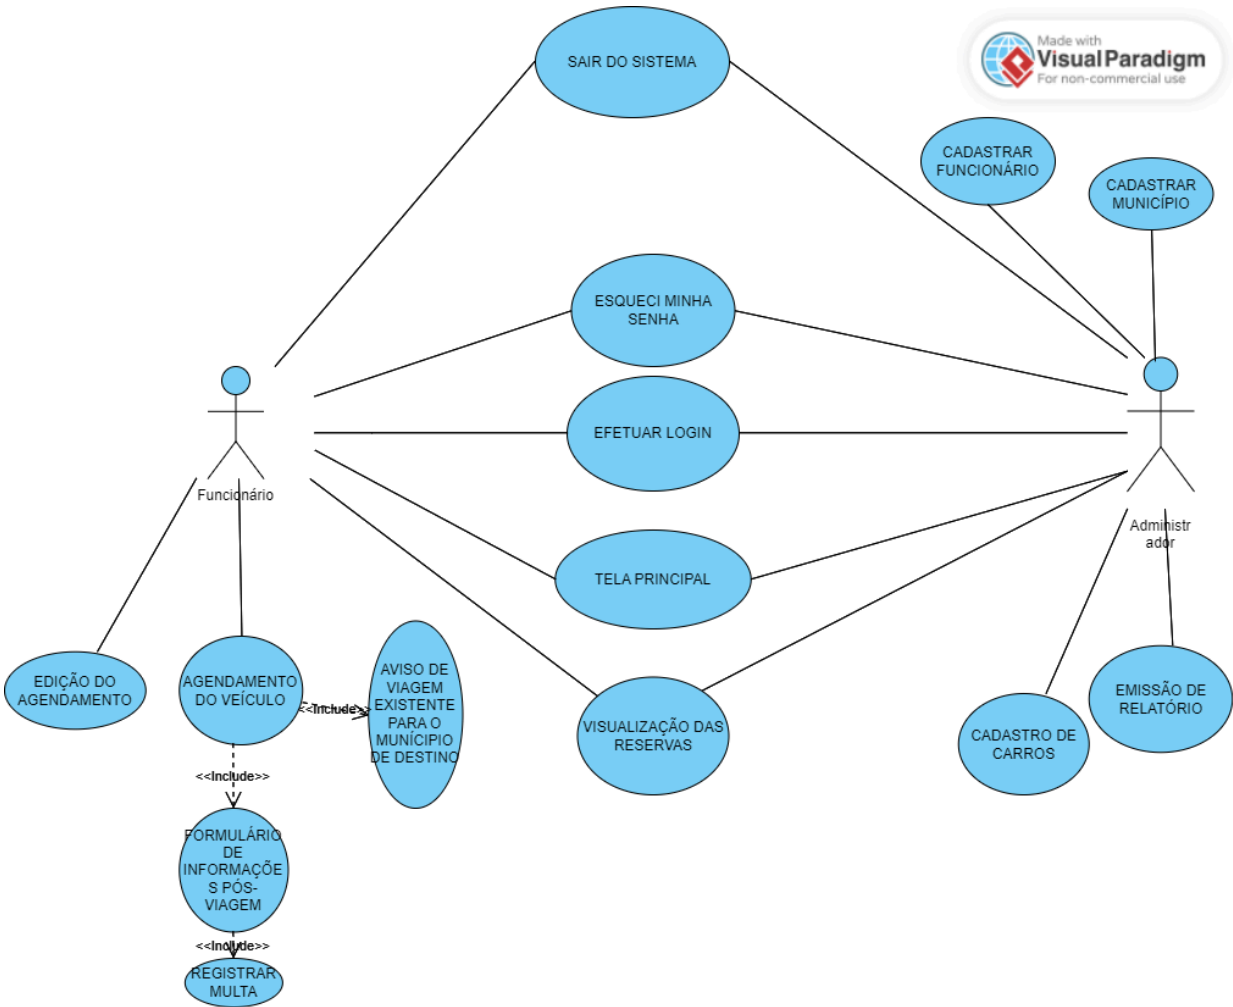 SAIR DO SISTEMA
Made with
Visual Paradigm
For non-commercial use
CADASTRAR
FUNCIONÁRIO
CADASTRAR
MUNICÍPIO
ESQUECI MINHA
SENHA
EFETUAR LOGIN
Funcionário
Administr
ador
TELA PRINCIPAL
EDIÇÃO DO
AGENDAMENTO
AGENDAMENTO
DO VEÍCULO
<<Include>>
AVISO DE
VIAGEM
EXISTENTE
PARA O
MUNÍCIPIO
DE DESTINO
VISUALIZAÇÃO DAS
RESERVAS
CADASTRO DE
CARROS
EMISSÃO DE
RELATÓRIO
<<Include>>
FORMULÁRIO
DE
INFORMAÇÕE
S PÓS-
VIAGEM
<<Include>>
REGISTRAR
MULTA